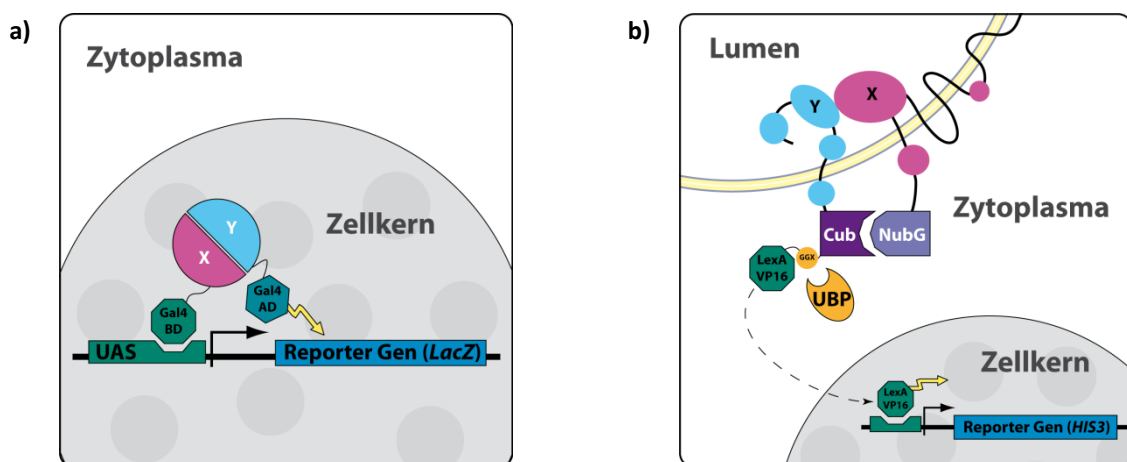 a)
Zytoplasma
Zellkern
Y
X
Gal4
BD
Gal4
AD
UAS
Reporter Gen (LacZ)
b)
Lumen
Y
X
Zytoplasma
Cub
NubG
LexA
VP16
GGX
UBP
Zellkern
LexA
VP16
Reporter Gen (HIS3)